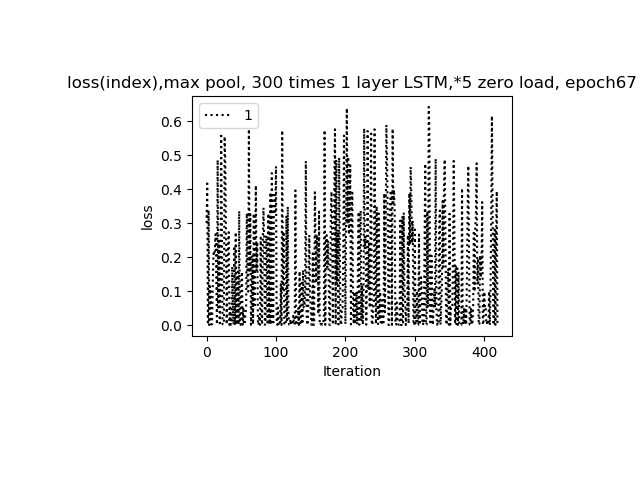 loss(index),max pool, 300 times 1 layer LSTM,*5 zero load, epoch67
1
0.6
0.5
0.4
0.3
0.2
0.1
0.0
loss
0 100 200 300 400
Iteration